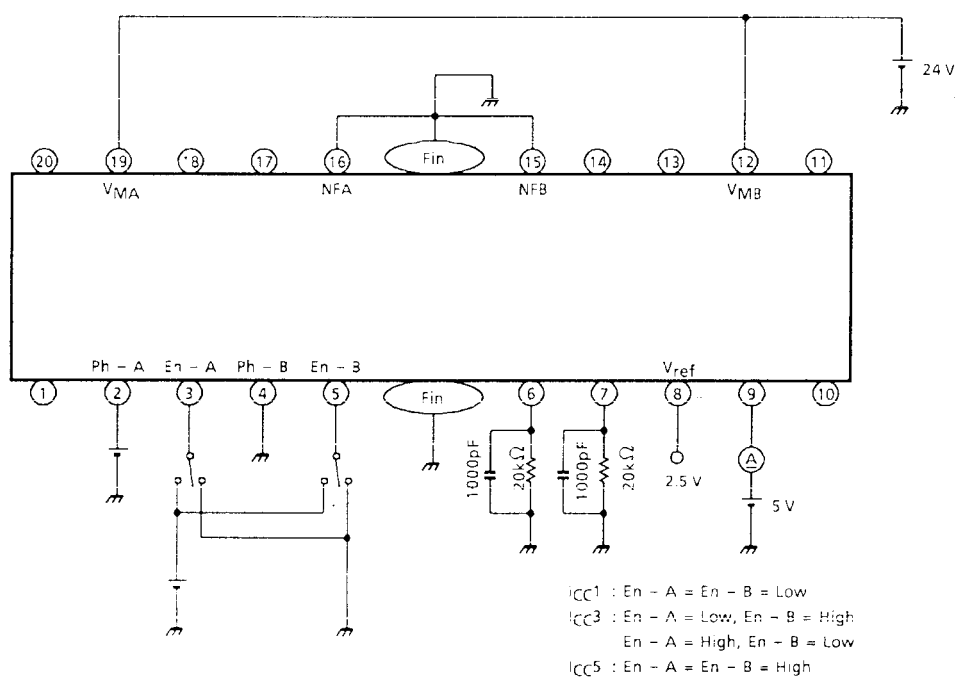 24 V
20 19 18 17 16 Fin 15 14 13 12 11
VMA NFA NFB VMB
Ph – A En – A Ph – B En – B Vref
1 2 3 4 5 Fin 6 7 8 9 10
1000pF 20kΩ 1000pF 20kΩ 2.5 V A 5 V
ICC1 : En – A = En – B = Low
ICC3 : En – A = Low, En – B = High
En – A = High, En – B = Low
ICC5 : En – A = En – B = High